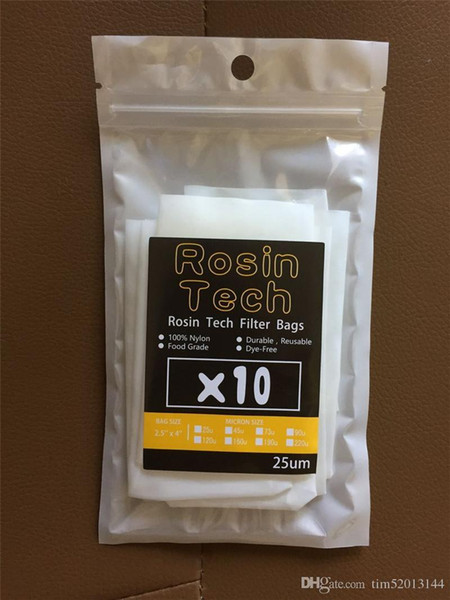 Rosin
Tech
Rosin Tech Filter Bags
• 100% Nylon • Durable , Reusable
• Food Grade • Dye-Free
x10
BAG SIZE MICRON SIZE
2.5" x 4" 25u 45u 73u 90u
120u 160u 190u 220u
25um
DHgate.com tim52013144